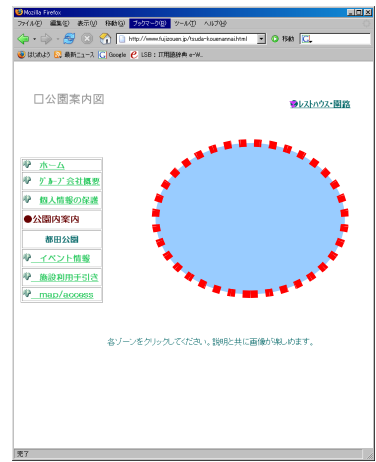 Mozilla Firefox
ファイル(F) 編集(E) 表示(V) 移動(G) ブックマーク(B) ツール(T) ヘルプ(H)
http://www.fujizouen.jp/tsuda-kouennannai.html 移動 G
はじめよう 最新ニュース Google LSB : IT用語辞典 e-W..
□公園案内図
レストハウス・園路
ホーム
グループ会社概要
個人情報の保護
●公園内案内
都田公園
イベント情報
施設利用手引き
map/access
各ゾーンをクリックしてください。説明と共に画像が楽しめます。
完了